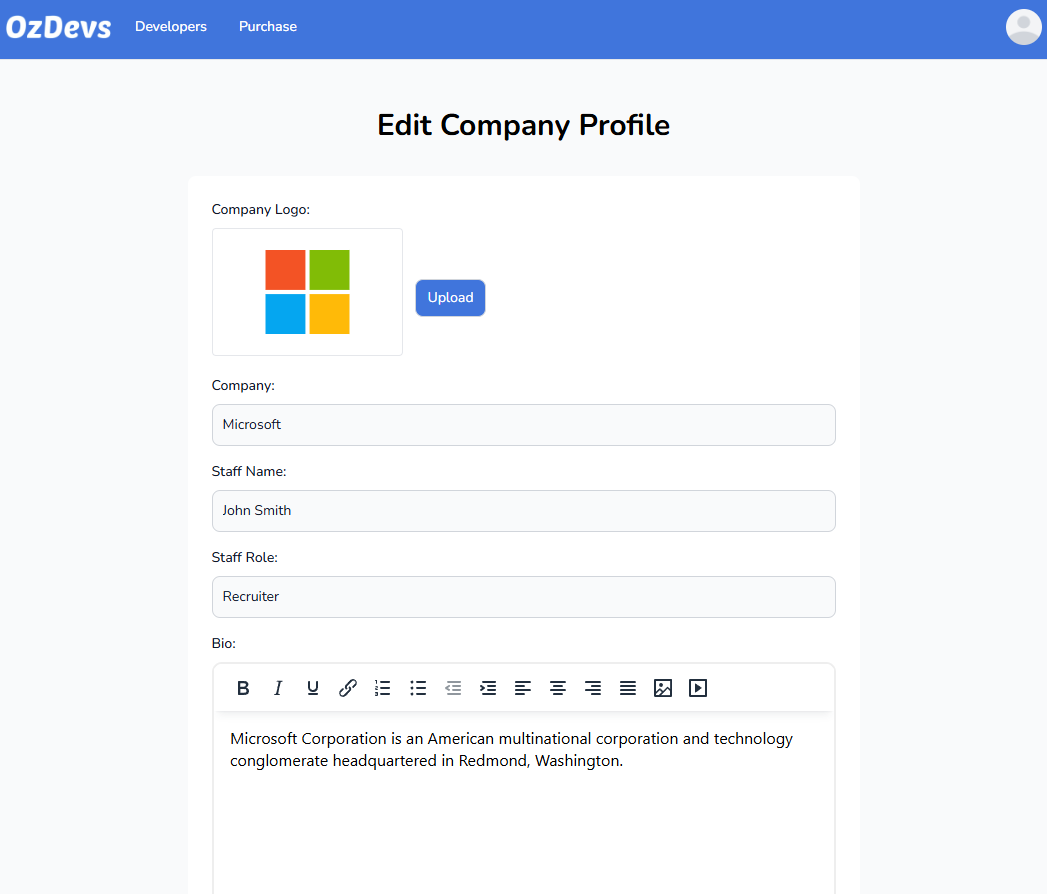 OzDevs Developers Purchase
Edit Company Profile
Company Logo:
Upload
Company:
Microsoft
Staff Name:
John Smith
Staff Role:
Recruiter
Bio:
B I U
Microsoft Corporation is an American multinational corporation and technology
conglomerate headquartered in Redmond, Washington.